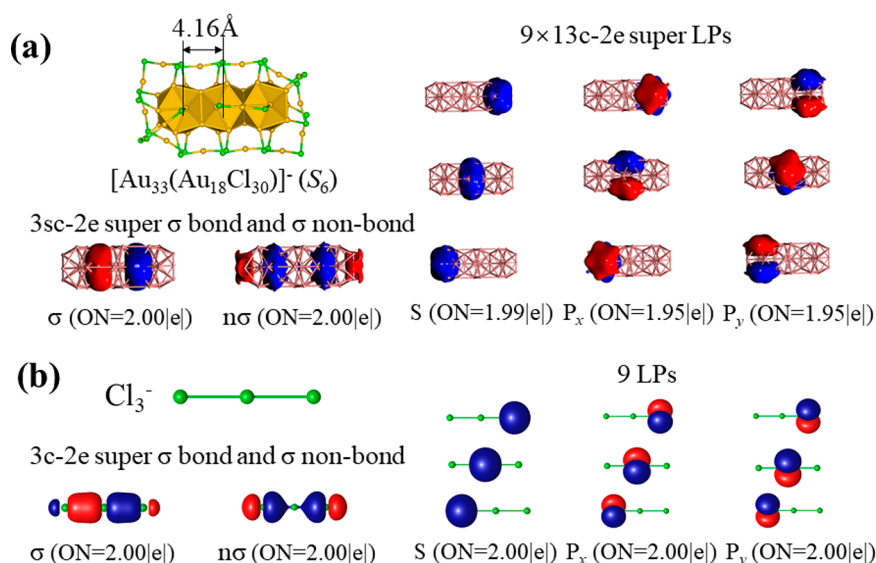 (a)
4.16Å
9×13c-2e super LPs
[Au₃₃(Au₁₈Cl₃₀)]⁻ (S₆)
3sc-2e super σ bond and σ non-bond
σ (ON=2.00|e|)
nσ (ON=2.00|e|)
S (ON=1.99|e|)
Pₓ (ON=1.95|e|)
P_y (ON=1.95|e|)
(b)
Cl₃⁻
9 LPs
3c-2e super σ bond and σ non-bond
σ (ON=2.00|e|)
nσ (ON=2.00|e|)
S (ON=2.00|e|)
Pₓ (ON=2.00|e|)
P_y (ON=2.00|e|)